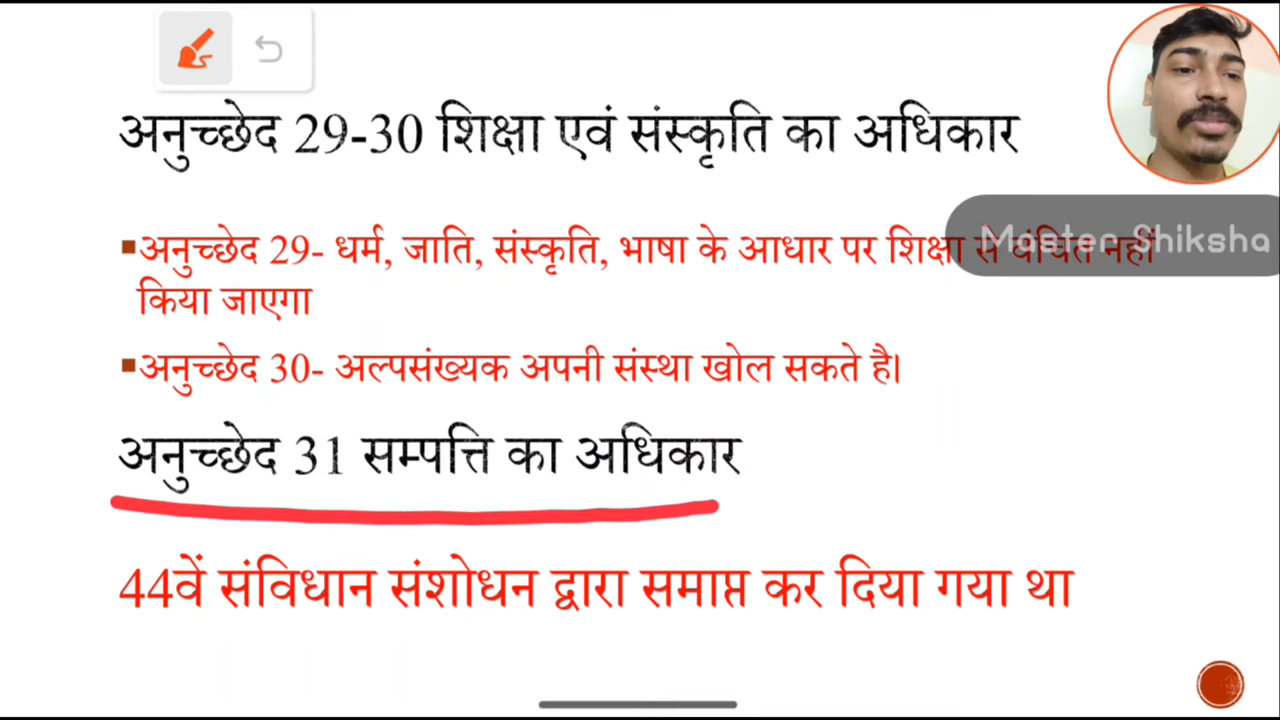 अनुच्छेद 29-30 शिक्षा एवं संस्कृति का अधिकार
अनुच्छेद 29- धर्म, जाति, संस्कृति, भाषा के आधार पर शिक्षा से वंचित नहीं
Master Shiksha
किया जाएगा
अनुच्छेद 30- अल्पसंख्यक अपनी संस्था खोल सकते है।
अनुच्छेद 31 सम्पत्ति का अधिकार
44वें संविधान संशोधन द्वारा समाप्त कर दिया गया था